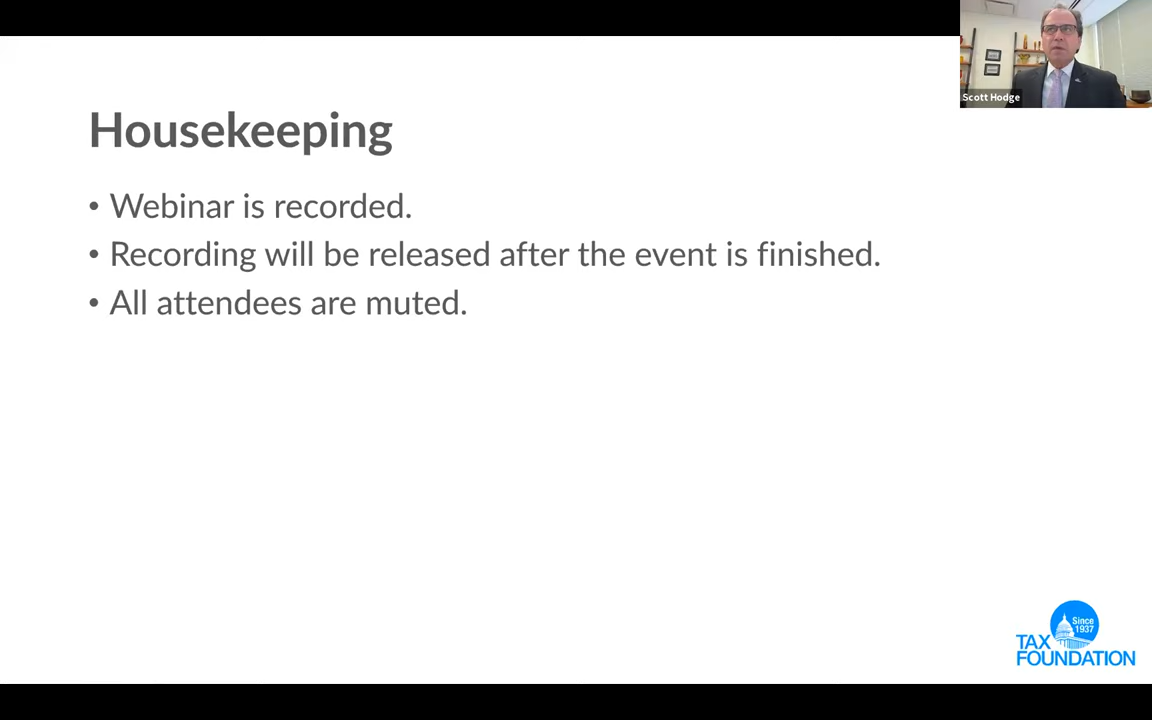 Scott Hodge
Housekeeping
• Webinar is recorded.
• Recording will be released after the event is finished.
• All attendees are muted.
Since
1937
TAX
FOUNDATION